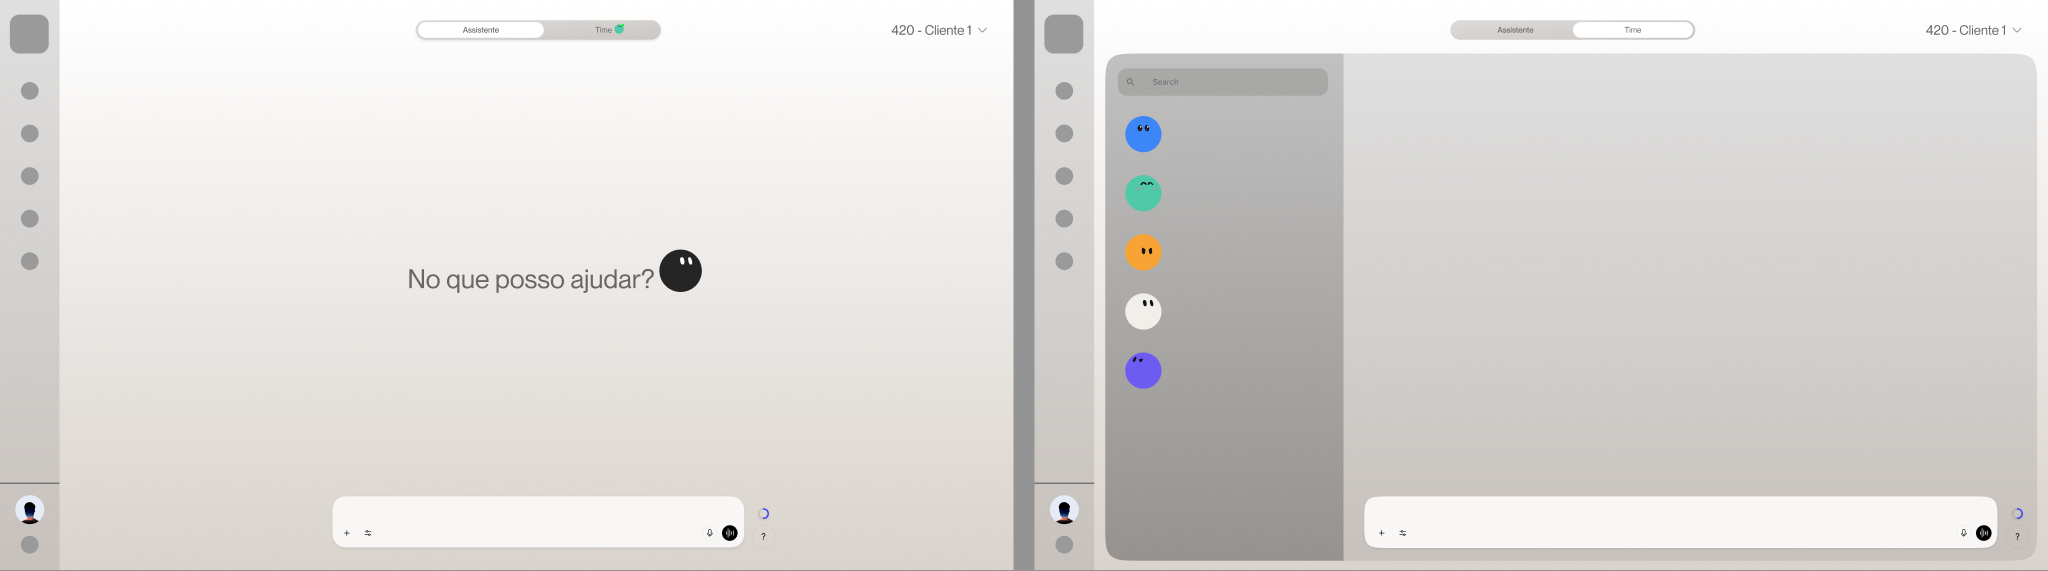 Assistente
Time
420 - Cliente 1
No que posso ajudar?
?
Assistente
Time
420 - Cliente 1
Search
?